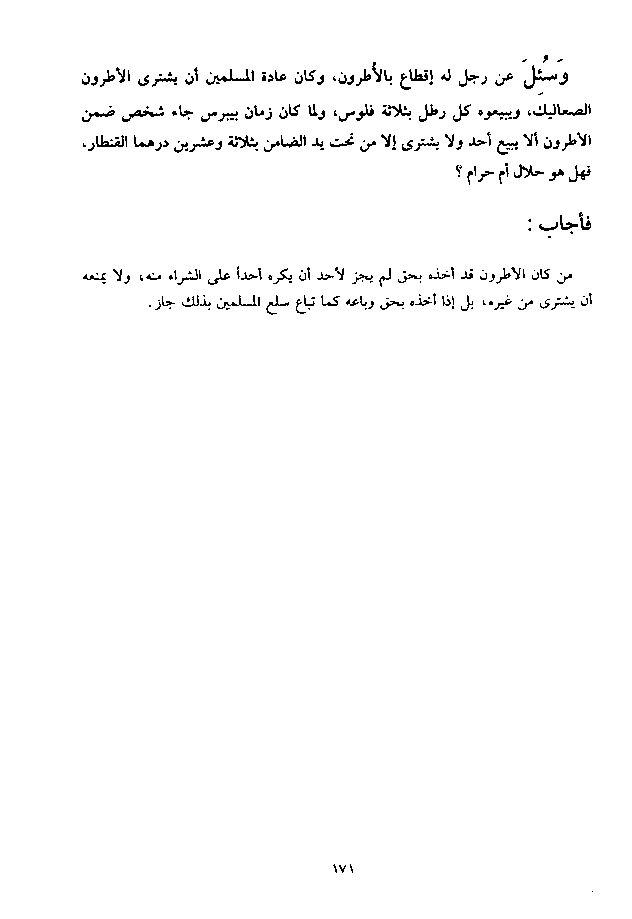 وَسُئِلَ عن رجل له إقطاع بالأُطرون، وكان عادة المسلمين أن يشترى الأطرون
الصعاليك، ويبيعوه كل رطل بثلاثة فلوس، ولما كان زمان بيبرس جاء شخص ضمن
الأطرون ألا يبيع أحد ولا يشترى إلا من تحت يد الضامن بثلاثة وعشرين درهما القنطار،
فهل هو حلال أم حرام ؟
فأجاب :
من كان الأطرون قد أخذه بحق لم يجز لأحد أن يكره أحداً على الشراء منه، ولا يمنعه
أن يشترى من غيره، بل إذا أخذه بحق وباعه كما تباع سلع المسلمين بذلك جاز.
١٧١